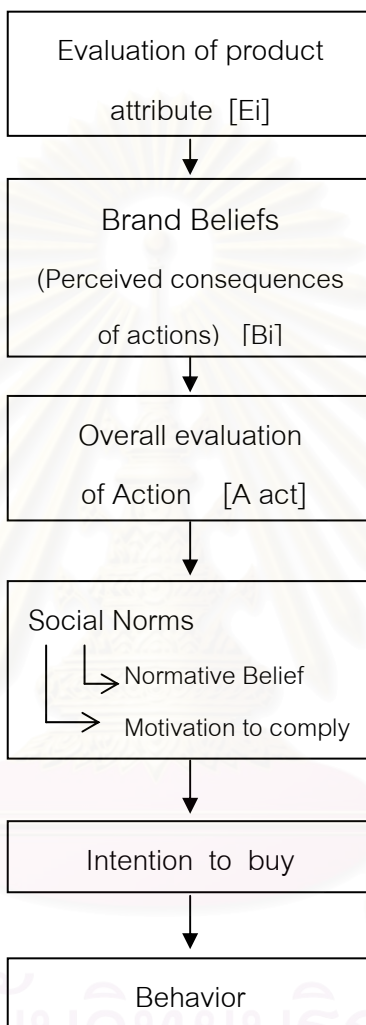 Evaluation of product
attribute [Ei]
Brand Beliefs
(Perceived consequences
of actions) [Bi]
Overall evaluation
of Action [A act]
Social Norms
Normative Belief
Motivation to comply
Intention to buy
Behavior